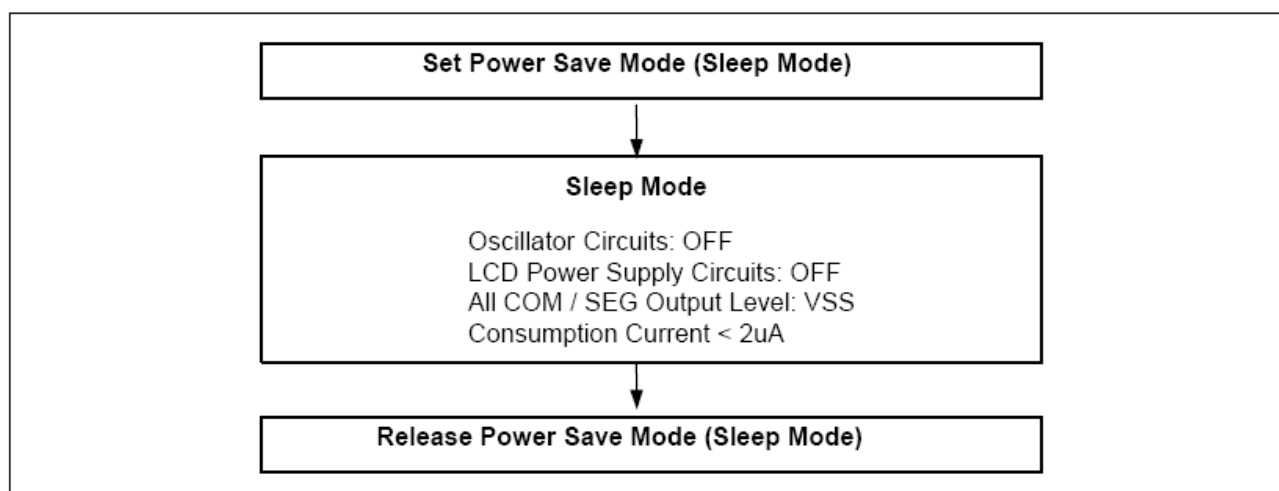 Set Power Save Mode (Sleep Mode)
Sleep Mode
Oscillator Circuits: OFF
LCD Power Supply Circuits: OFF
All COM / SEG Output Level: VSS
Consumption Current < 2uA
Release Power Save Mode (Sleep Mode)